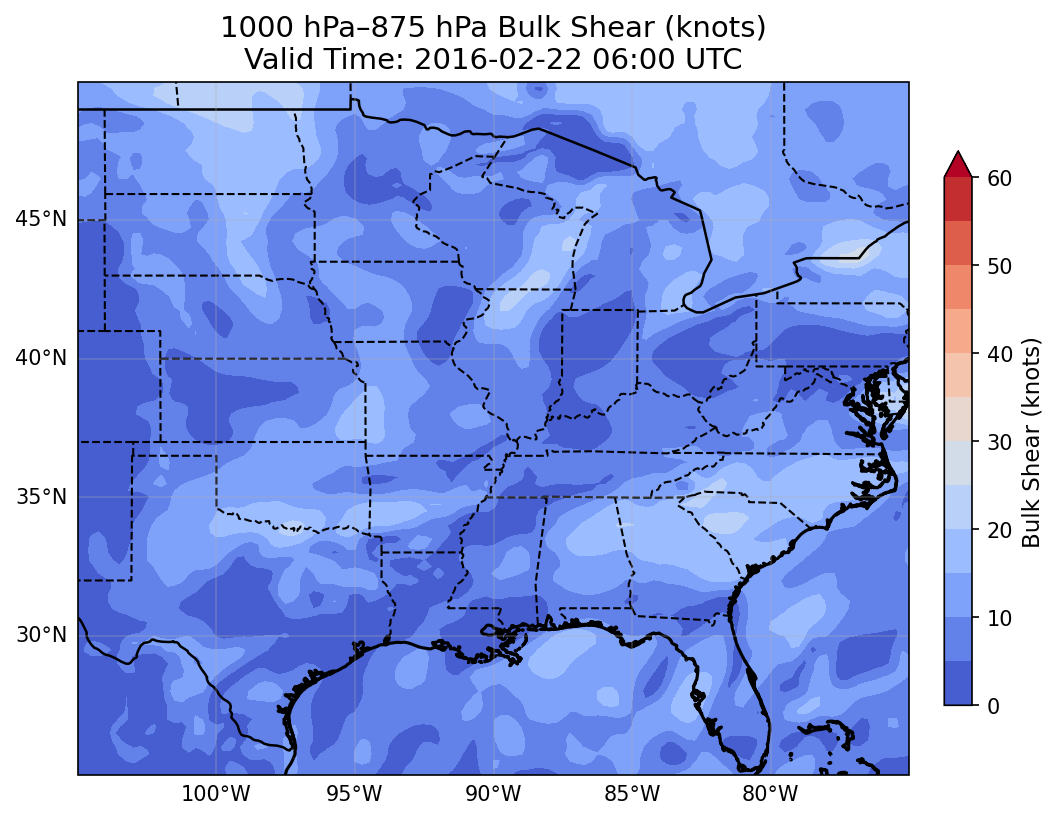 1000 hPa–875 hPa Bulk Shear (knots)
Valid Time: 2016-02-22 06:00 UTC
45°N
40°N
35°N
30°N
100°W
95°W
90°W
85°W
80°W
60
50
40
30
20
10
0
Bulk Shear (knots)